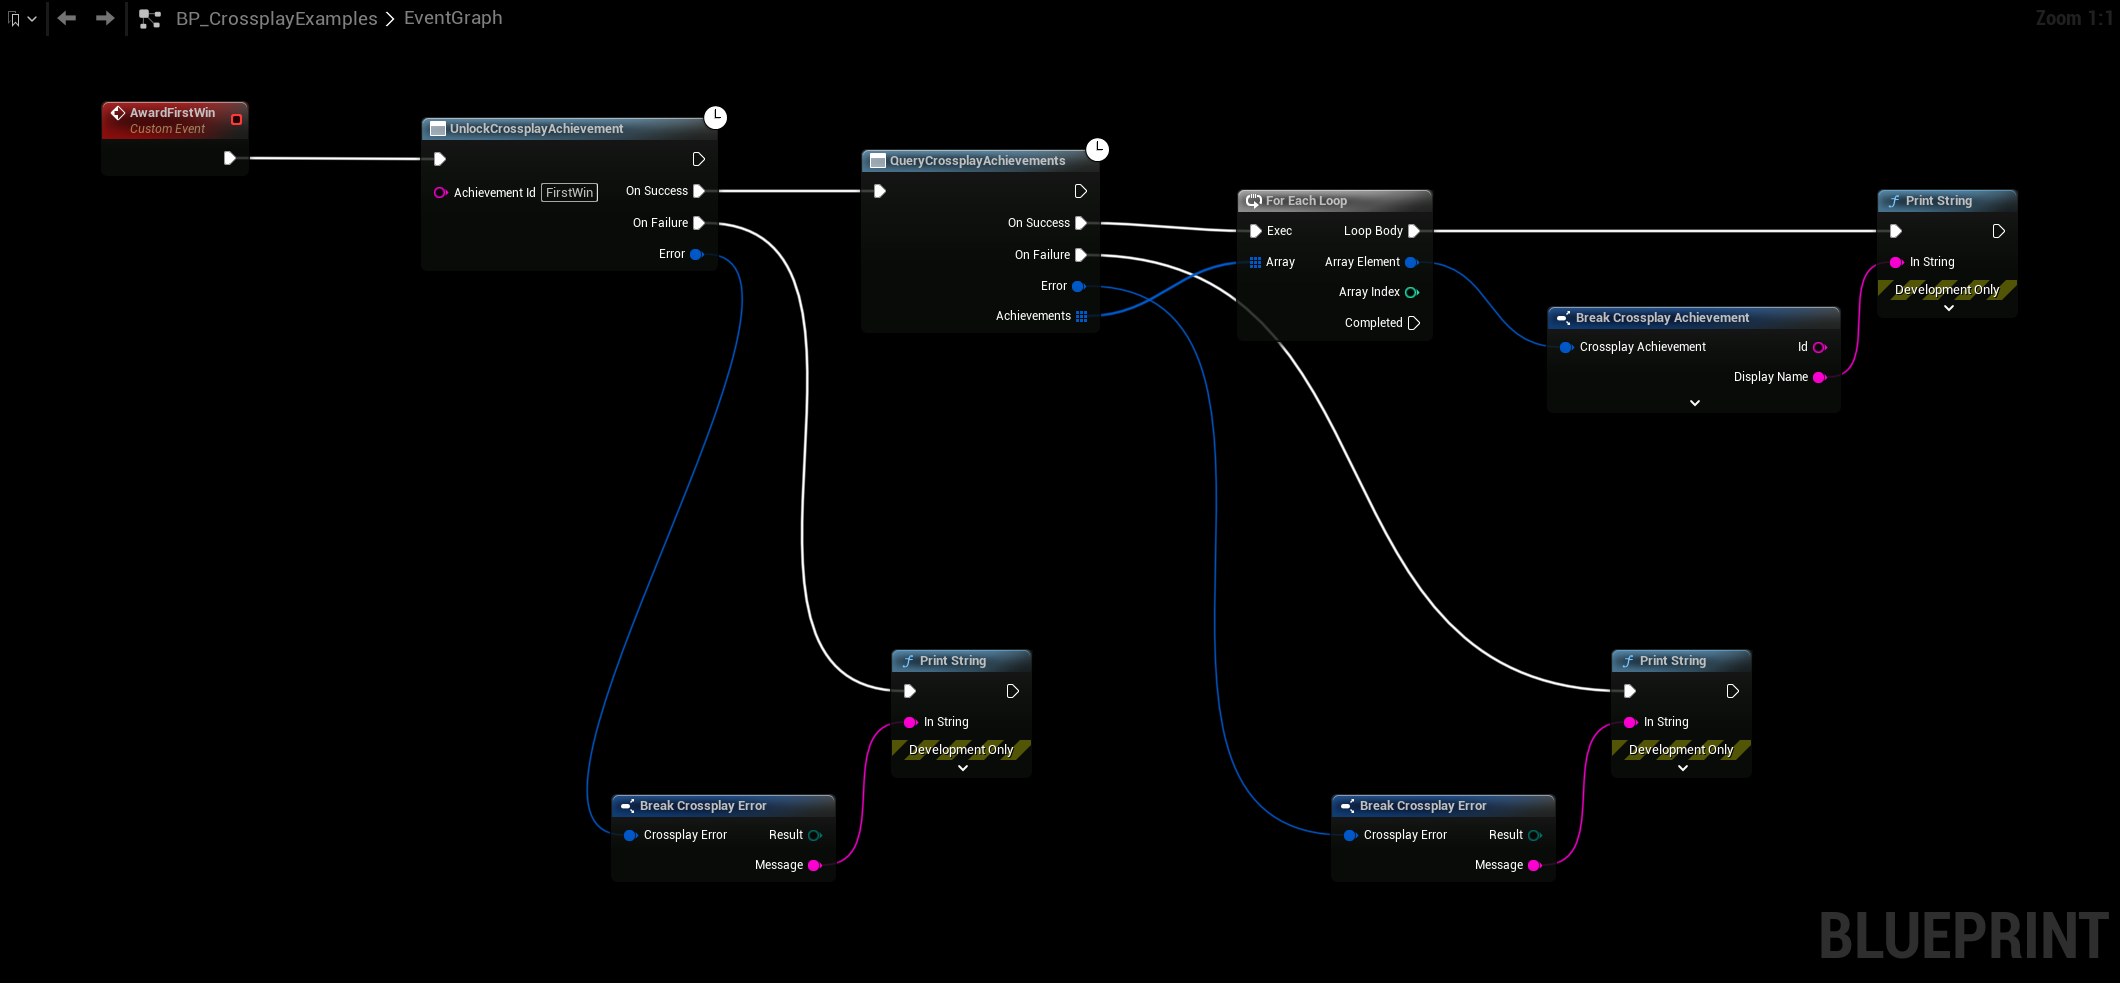 BP_CrossplayExamples > EventGraph
Zoom 1:1
AwardFirstWin
Custom Event
UnlockCrossplayAchievement
Achievement Id FirstWin
On Success
On Failure
Error
QueryCrossplayAchievements
On Success
On Failure
Error
Achievements
For Each Loop
Exec Loop Body
Array Array Element
Array Index
Completed
Break Crossplay Achievement
Crossplay Achievement Id
Display Name
Print String
In String
Development Only
Print String
In String
Development Only
Break Crossplay Error
Crossplay Error Result
Message
Print String
In String
Development Only
Break Crossplay Error
Crossplay Error Result
Message
BLUEPRINT